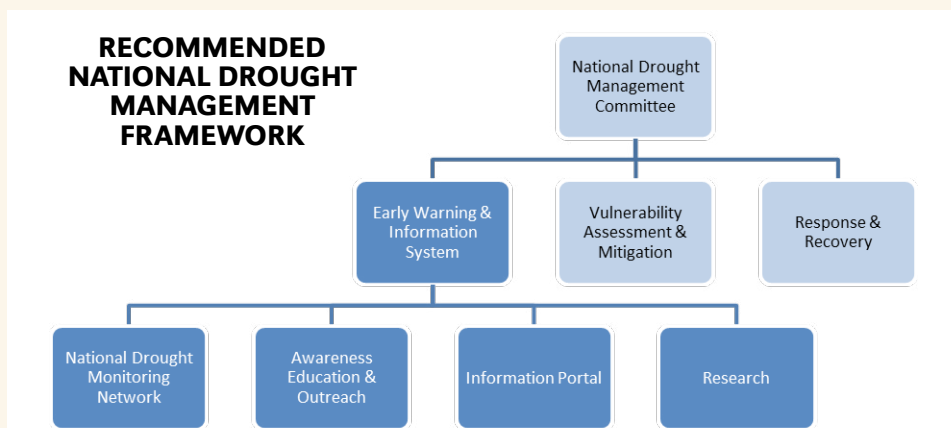 RECOMMENDED
NATIONAL DROUGHT
MANAGEMENT
FRAMEWORK
National Drought
Management
Committee
Early Warning &
Information
System
Vulnerability
Assessment &
Mitigation
Response &
Recovery
National Drought
Monitoring
Network
Awareness
Education &
Outreach
Information Portal
Research